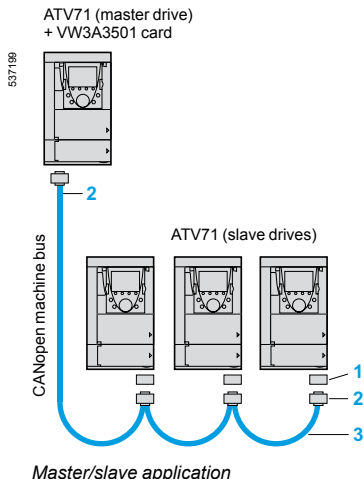 ATV71 (master drive)
+ VW3A3501 card
537199
2
CANopen machine bus
ATV71 (slave drives)
1
2
3
Master/slave application